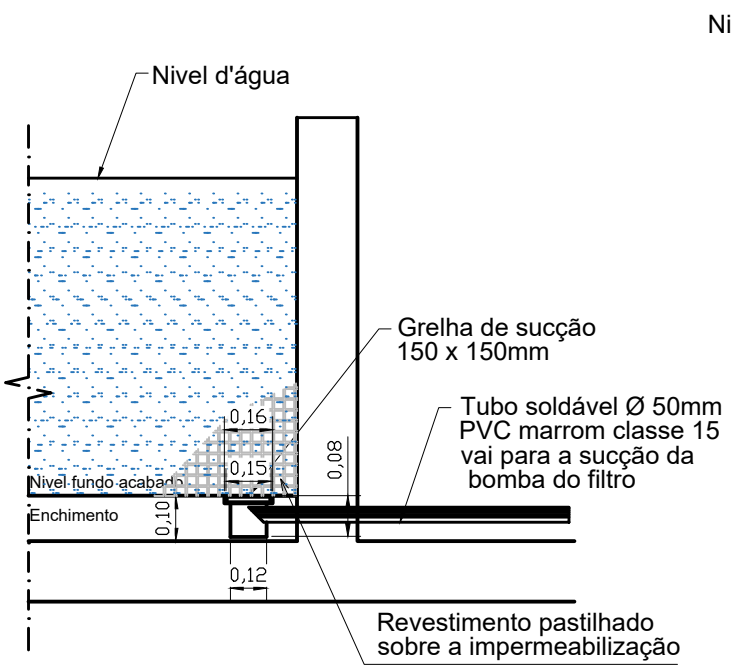 Ni
Nivel d'água
Grelha de sucção
150 x 150mm
Tubo soldável Ø 50mm
PVC marrom classe 15
vai para a sucção da
bomba do filtro
0,16
0,15
0,08
Nivel fundo acabado
Enchimento
0,10
0,12
Revestimento pastilhado
sobre a impermeabilização